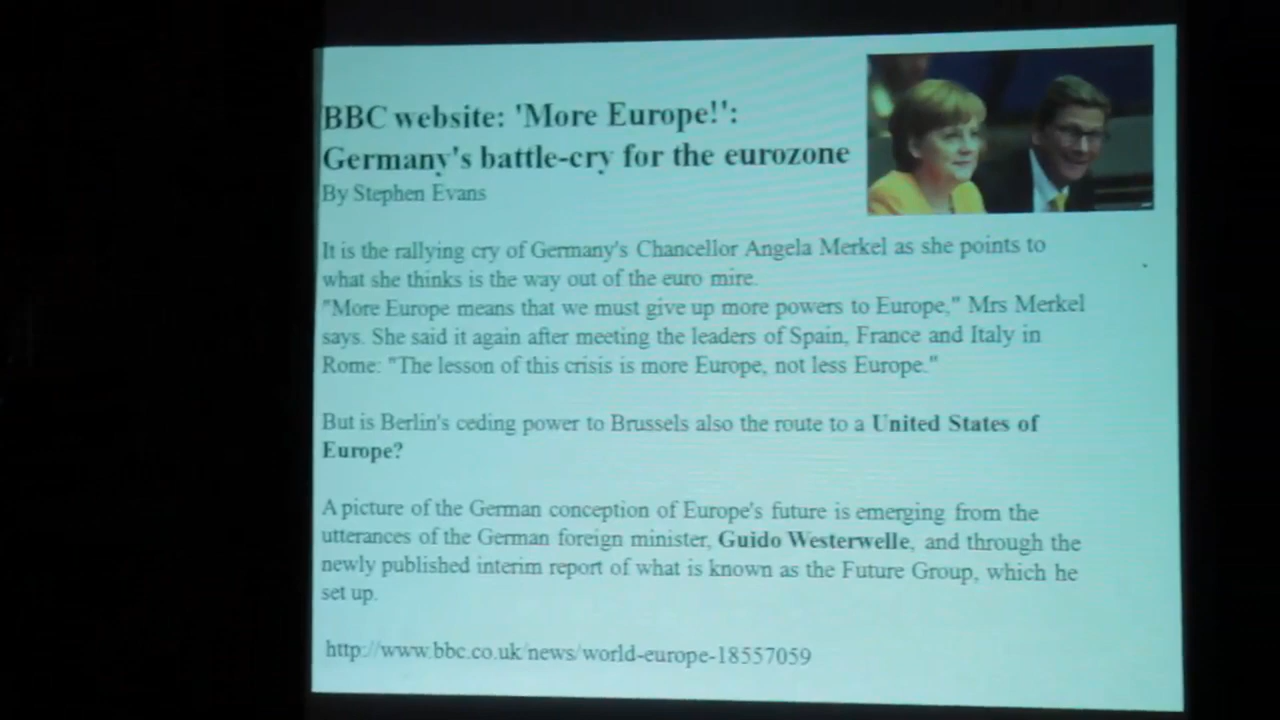 BBC website: 'More Europe!':
Germany's battle-cry for the eurozone
By Stephen Evans
It is the rallying cry of Germany's Chancellor Angela Merkel as she points to
what she thinks is the way out of the euro mire.
"More Europe means that we must give up more powers to Europe," Mrs Merkel
says. She said it again after meeting the leaders of Spain, France and Italy in
Rome: "The lesson of this crisis is more Europe, not less Europe."
But is Berlin's ceding power to Brussels also the route to a United States of
Europe?
A picture of the German conception of Europe's future is emerging from the
utterances of the German foreign minister, Guido Westerwelle, and through the
newly published interim report of what is known as the Future Group, which he
set up.
http://www.bbc.co.uk/news/world-europe-18557059